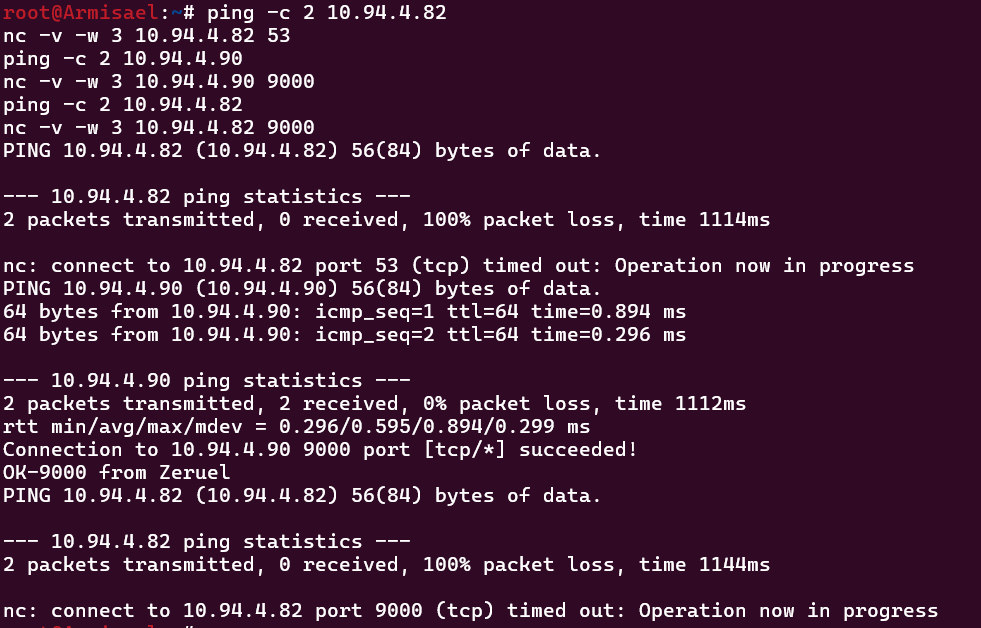 root@Armisael:~# ping -c 2 10.94.4.82
nc -v -w 3 10.94.4.82 53
ping -c 2 10.94.4.90
nc -v -w 3 10.94.4.90 9000
ping -c 2 10.94.4.82
nc -v -w 3 10.94.4.82 9000
PING 10.94.4.82 (10.94.4.82) 56(84) bytes of data.
--- 10.94.4.82 ping statistics ---
2 packets transmitted, 0 received, 100% packet loss, time 1114ms
nc: connect to 10.94.4.82 port 53 (tcp) timed out: Operation now in progress
PING 10.94.4.90 (10.94.4.90) 56(84) bytes of data.
64 bytes from 10.94.4.90: icmp_seq=1 ttl=64 time=0.894 ms
64 bytes from 10.94.4.90: icmp_seq=2 ttl=64 time=0.296 ms
--- 10.94.4.90 ping statistics ---
2 packets transmitted, 2 received, 0% packet loss, time 1112ms
rtt min/avg/max/mdev = 0.296/0.595/0.894/0.299 ms
Connection to 10.94.4.90 9000 port [tcp/*] succeeded!
OK-9000 from Zeruel
PING 10.94.4.82 (10.94.4.82) 56(84) bytes of data.
--- 10.94.4.82 ping statistics ---
2 packets transmitted, 0 received, 100% packet loss, time 1144ms
nc: connect to 10.94.4.82 port 9000 (tcp) timed out: Operation now in progress